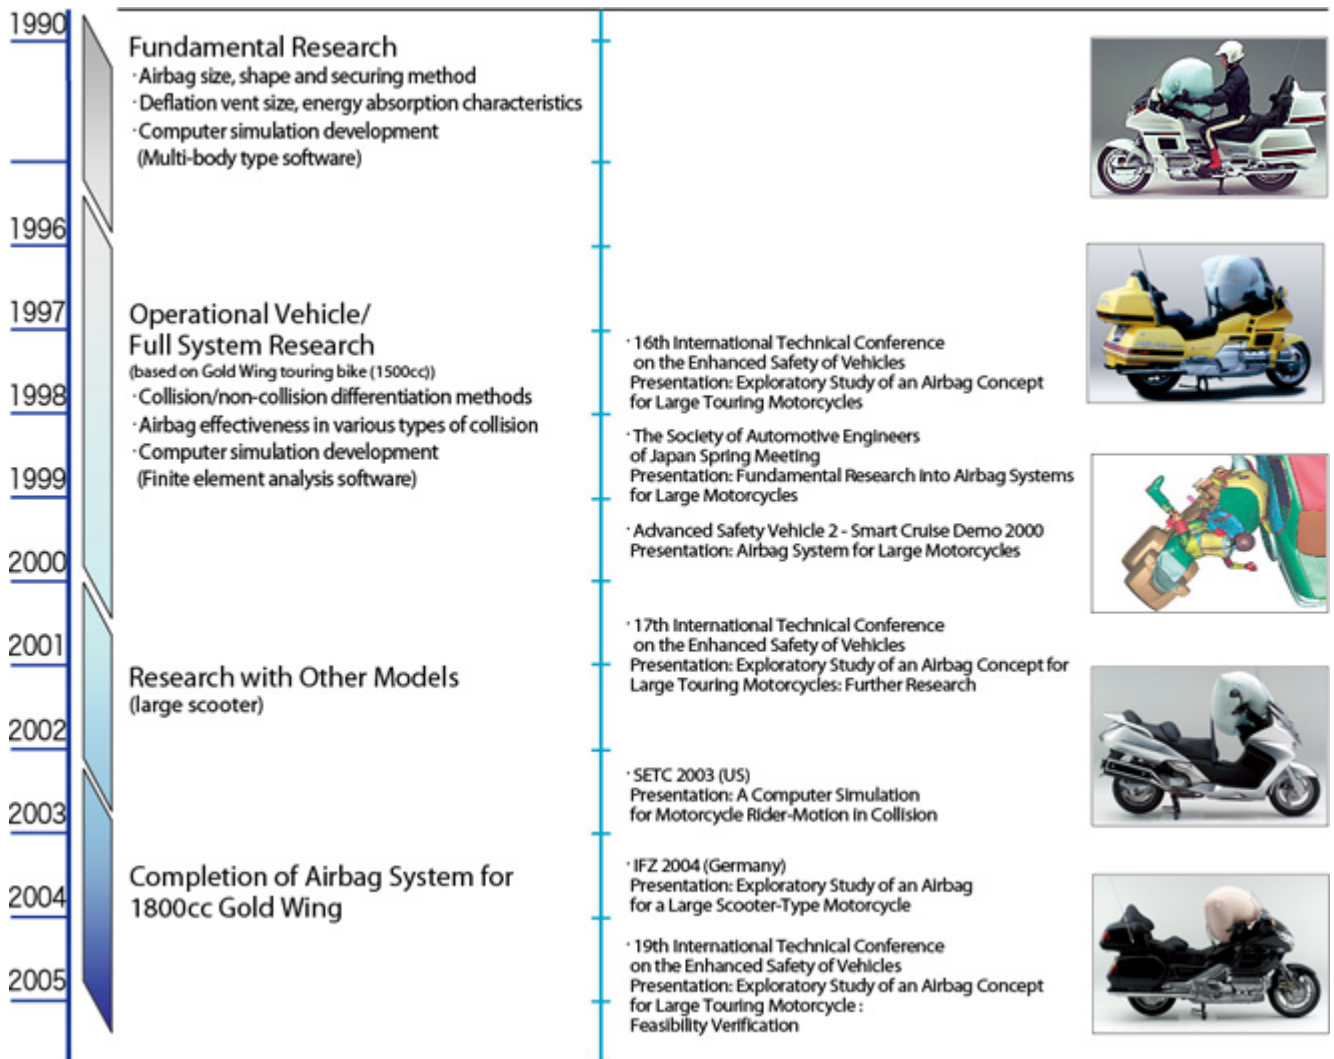 1990
Fundamental Research
· Airbag size, shape and securing method
· Deflation vent size, energy absorption characteristics
· Computer simulation development
(Multi-body type software)
1996
1997
Operational Vehicle/
Full System Research
(based on Gold Wing touring bike (1500cc))
· Collision/non-collision differentiation methods
· Airbag effectiveness in various types of collision
· Computer simulation development
(Finite element analysis software)
1998
1999
2000
2001
Research with Other Models
(large scooter)
2002
2003
Completion of Airbag System for
1800cc Gold Wing
2004
2005
· 16th International Technical Conference
on the Enhanced Safety of Vehicles
Presentation: Exploratory Study of an Airbag Concept
for Large Touring Motorcycles
· The Society of Automotive Engineers
of Japan Spring Meeting
Presentation: Fundamental Research into Airbag Systems
for Large Motorcycles
· Advanced Safety Vehicle 2 - Smart Cruise Demo 2000
Presentation: Airbag System for Large Motorcycles
· 17th International Technical Conference
on the Enhanced Safety of Vehicles
Presentation: Exploratory Study of an Airbag Concept for
Large Touring Motorcycles: Further Research
· SETC 2003 (US)
Presentation: A Computer Simulation
for Motorcycle Rider-Motion in Collision
· IFZ 2004 (Germany)
Presentation: Exploratory Study of an Airbag
for a Large Scooter-Type Motorcycle
· 19th International Technical Conference
on the Enhanced Safety of Vehicles
Presentation: Exploratory Study of an Airbag Concept
for Large Touring Motorcycle :
Feasibility Verification